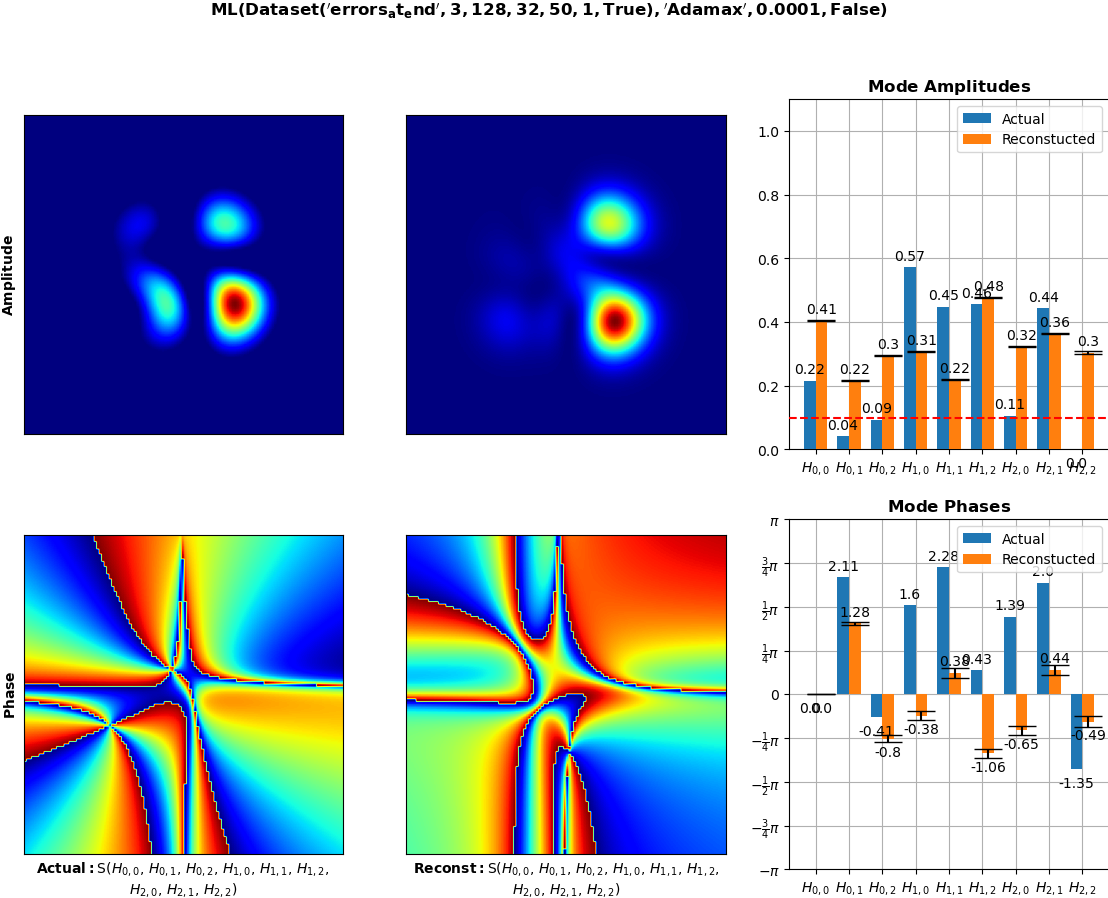 ML(Dataset('errors_at_end', 3, 128, 32, 50, 1, True), 'Adamax', 0.0001, False)
Amplitude
Mode Amplitudes
Actual
Reconstucted
1.0
0.8
0.6
0.4
0.2
0.0
0.22
0.41
0.04
0.22
0.09
0.3
0.57
0.31
0.45
0.22
0.46
0.48
0.11
0.32
0.44
0.36
0.0
0.3
H0,0 H0,1 H0,2 H1,0 H1,1 H1,2 H2,0 H2,1 H2,2
Phase
Actual: S(H0,0, H0,1, H0,2, H1,0, H1,1, H1,2,
H2,0, H2,1, H2,2)
Reconst: S(H0,0, H0,1, H0,2, H1,0, H1,1, H1,2,
H2,0, H2,1, H2,2)
Mode Phases
Actual
Reconstucted
π
3/4π
1/2π
1/4π
0
−1/4π
−1/2π
−3/4π
−π
0.0
0.0
2.11
1.28
-0.41
-0.8
1.6
-0.38
2.28
0.38
0.43
-1.06
1.39
-0.65
2.0
0.44
-1.35
-0.49
H0,0 H0,1 H0,2 H1,0 H1,1 H1,2 H2,0 H2,1 H2,2